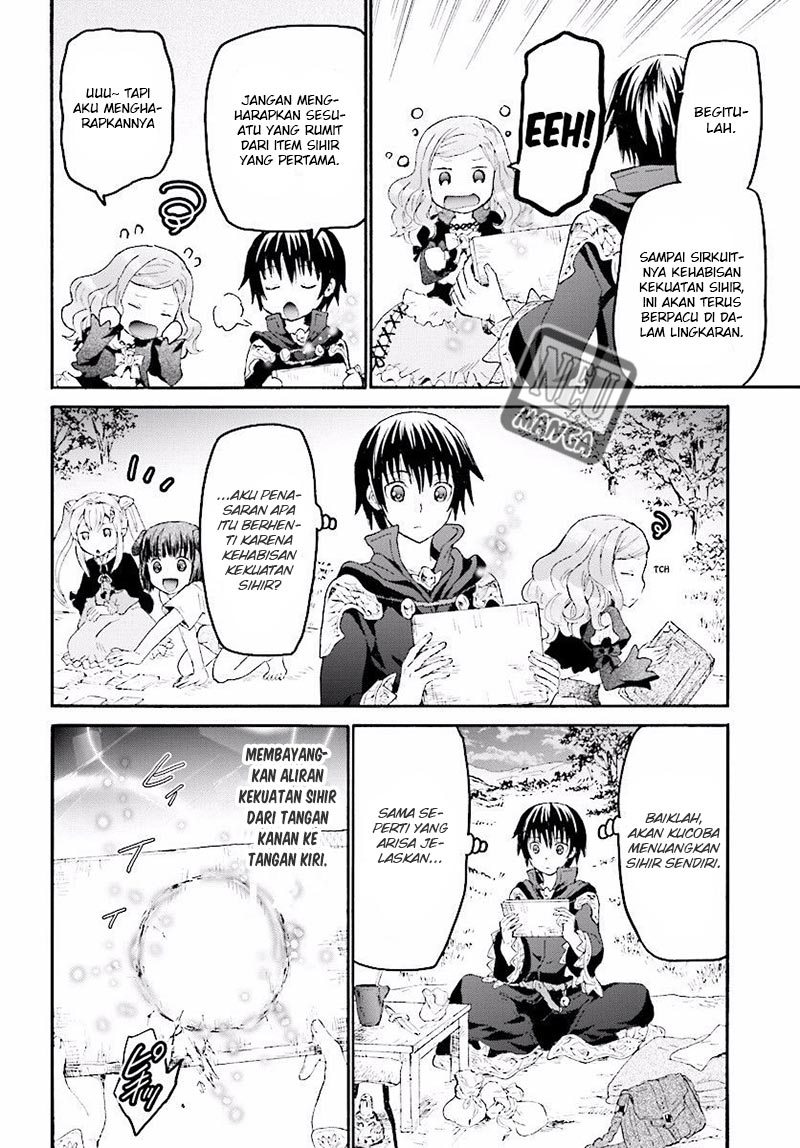 BEGITU-
LAH.
EEH!
SAMPAI SIRKUIT-
NYA KEHABISAN
KEKUATAN SIHIR,
INI AKAN TERUS
BERPACU DI DA-
LAM LINGKARAN.
JANGAN MENG-
HARAPKAN SESU-
ATU YANG RUMIT
DARI ITEM SIHIR
YANG PERTAMA.
UUU~ TAPI
AKU MENGHA-
RAPKANNYA
NEU
MANGA
TCH
...AKU PENA-
SARAN APA
ITU BERHEN-
TI KARENA
KEHABISAN
KEKUATAN
SIHIR?
BAIKLAH,
AKAN KUCOBA
MENUANGKAN
SIHIR SENDIRI.
SAMA SE-
PERTI YANG
ARISA JE-
LASKAN...
MEMBAYANG-
KAN ALIRAN
KEKUATAN SIHIR
DARI TANGAN
KANAN KE
TANGAN KIRI.